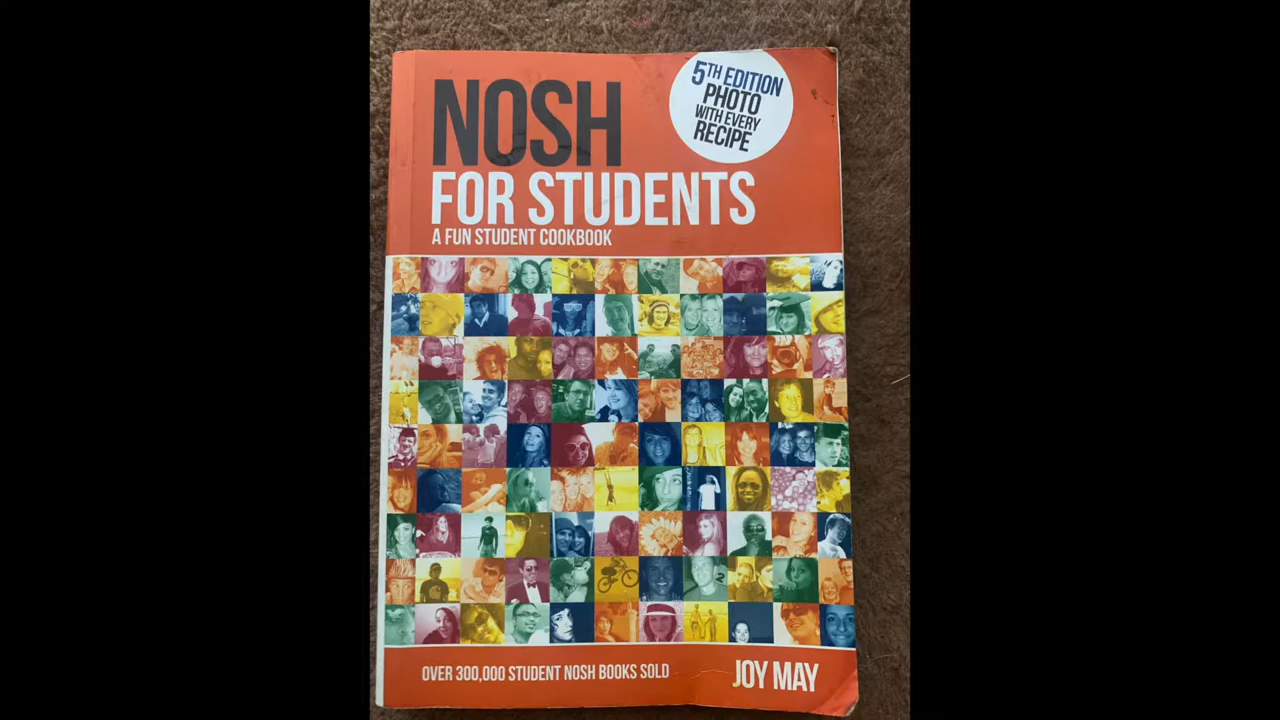 NOSH
FOR STUDENTS
A FUN STUDENT COOKBOOK
5TH EDITION
PHOTO
WITH EVERY
RECIPE
OVER 300,000 STUDENT NOSH BOOKS SOLD
JOY MAY